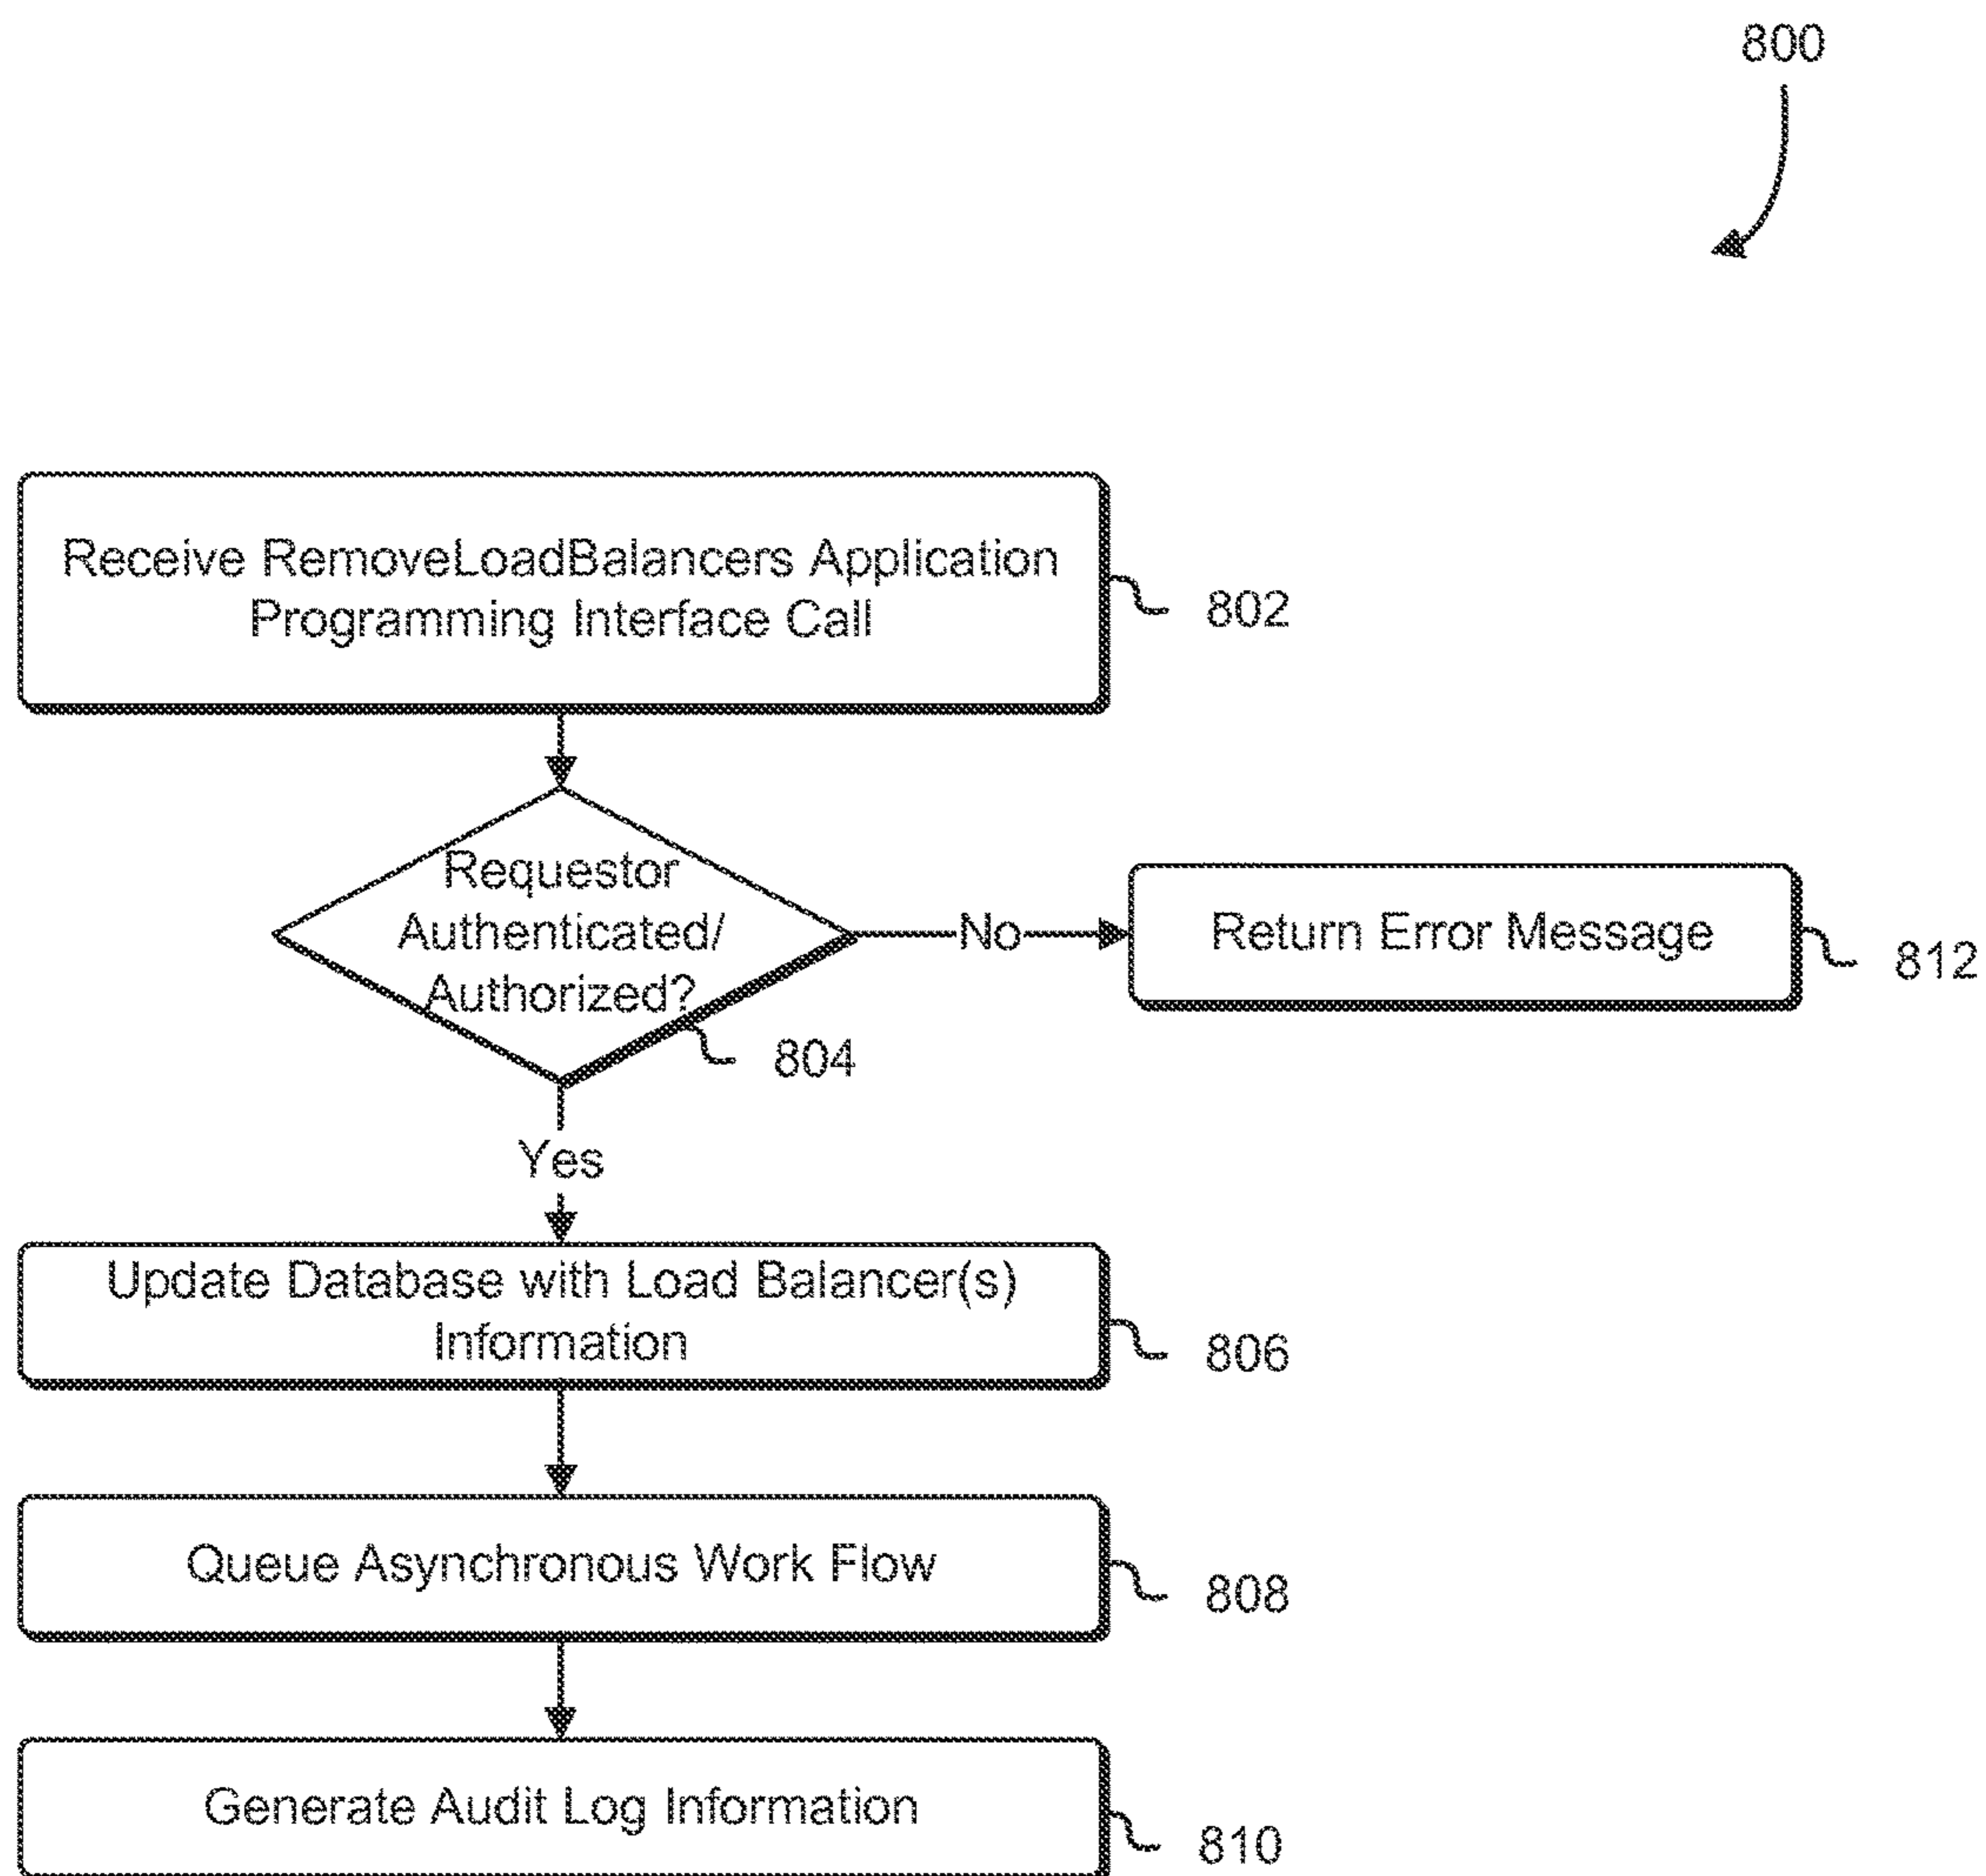 800
Receive RemoveLoadBalancers Application
Programming Interface Call
802
Requestor
Authenticated/
Authorized?
804
No
Return Error Message
812
Yes
Update Database with Load Balancer(s)
Information
806
Queue Asynchronous Work Flow
808
Generate Audit Log Information
810